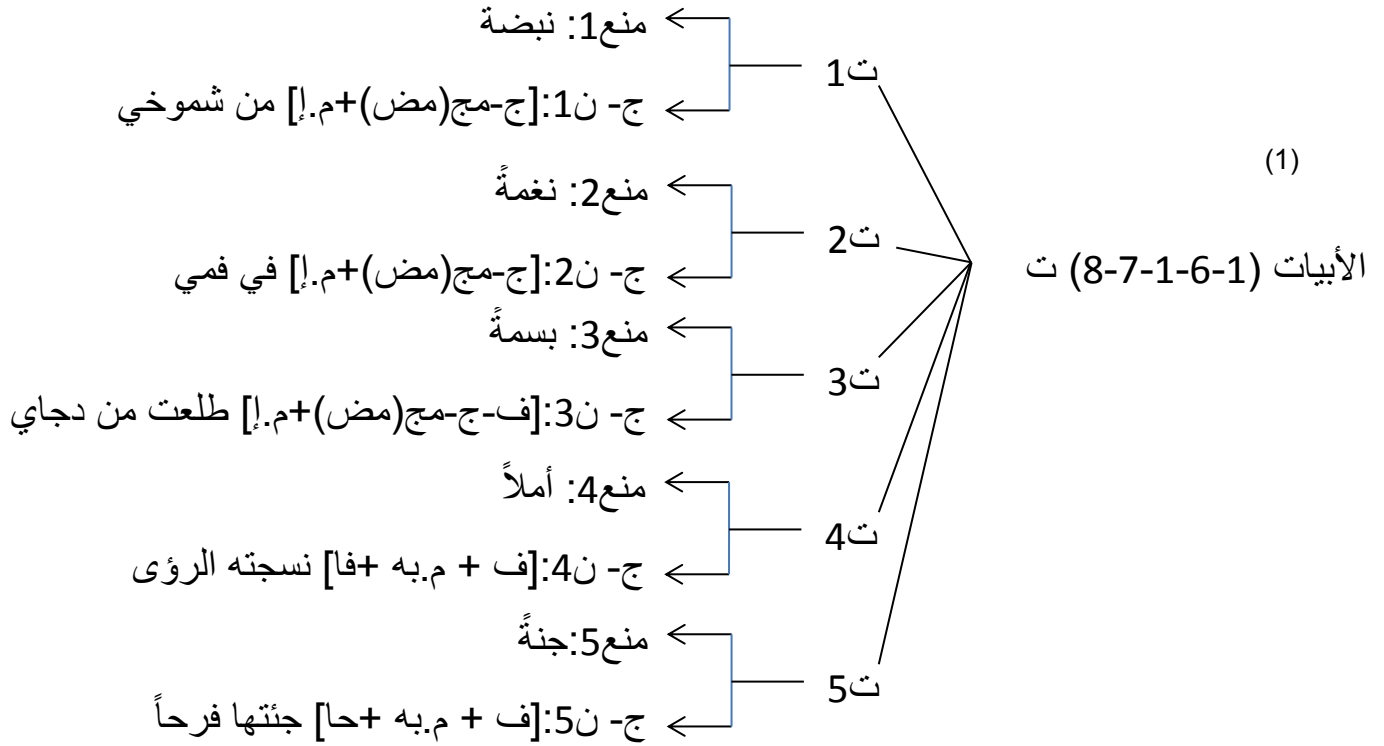 منع1: نبضة
ت1
ج- ن1:[ج-مج(مض)+م.إ] من شموخي
(1)
منع2: نغمةً
ت2
ج- ن2:[ج-مج(مض)+م.إ] في فمي
الأبيات (1-6-1-7-8) ت
منع3: بسمةً
ت3
ج- ن3:[ف-ج-مج(مض)+م.إ] طلعت من دجاي
منع4: أملاً
ت4
ج- ن4:[ف + م.به +فا] نسجته الرؤى
منع5:جنةً
ت5
ج- ن5:[ف + م.به +حا] جئتها فرحاً